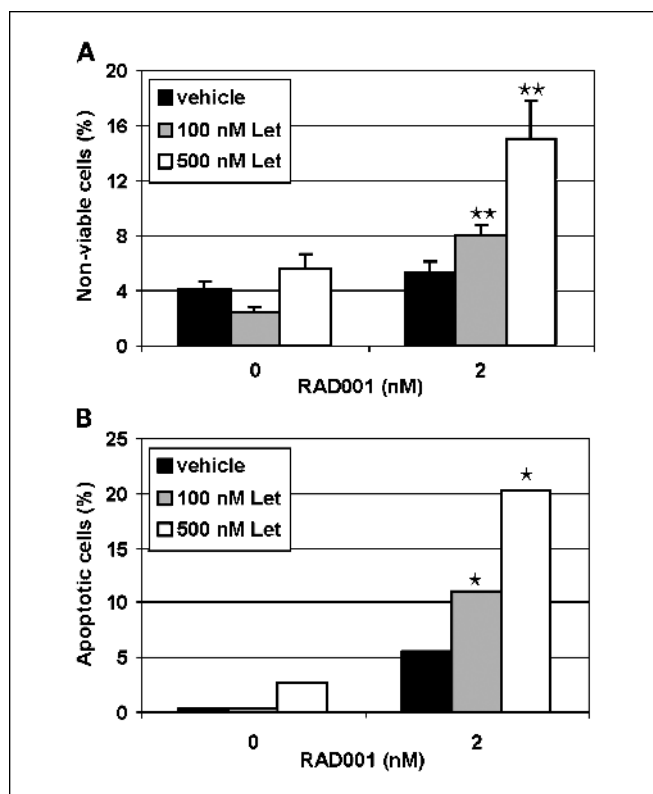 A
20
16
12
8
4
0
Non-viable cells (%)
vehicle
100 nM Let
500 nM Let
★★
★★
0 2
RAD001 (nM)
B
25
20
15
10
5
0
Apoptotic cells (%)
vehicle
100 nM Let
500 nM Let
★
★
0 2
RAD001 (nM)